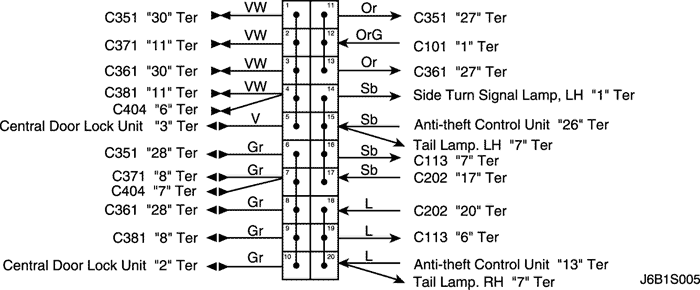 C351 "30" Ter VW 1 11 Or C351 "27" Ter
C371 "11" Ter VW 2 12 OrG C101 "1" Ter
C361 "30" Ter VW 3 13 Or C361 "27" Ter
C381 "11" Ter VW 4 14 Sb Side Turn Signal Lamp, LH "1" Ter
C404 "6" Ter
Central Door Lock Unit "3" Ter V 5 15 Sb Anti-theft Control Unit "26" Ter
Tail Lamp. LH "7" Ter
C351 "28" Ter Gr 6 16 Sb C113 "7" Ter
C371 "8" Ter Gr 7 17 Sb C202 "17" Ter
C404 "7" Ter
C361 "28" Ter Gr 8 18 L C202 "20" Ter
C381 "8" Ter Gr 9 19 L C113 "6" Ter
Central Door Lock Unit "2" Ter Gr 10 20 L Anti-theft Control Unit "13" Ter
Tail Lamp. RH "7" Ter
J6B1S005